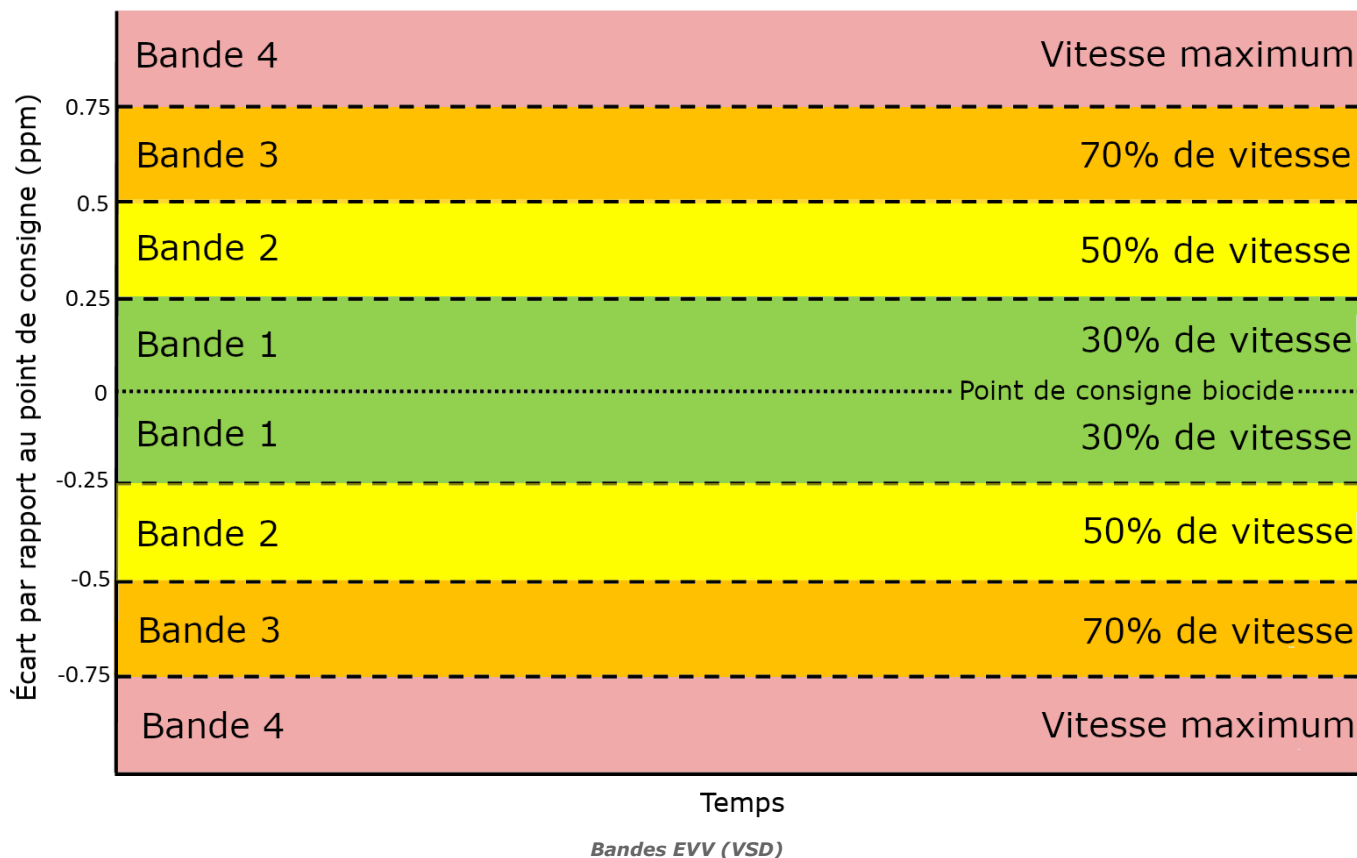 Bande 4 Vitesse maximum
0.75
Bande 3 70% de vitesse
0.5
Bande 2 50% de vitesse
0.25
Bande 1 30% de vitesse
0 Point de consigne biocide
Bande 1 30% de vitesse
-0.25
Bande 2 50% de vitesse
-0.5
Bande 3 70% de vitesse
-0.75
Bande 4 Vitesse maximum
Écart par rapport au point de consigne (ppm)
Temps
Bandes EVV (VSD)